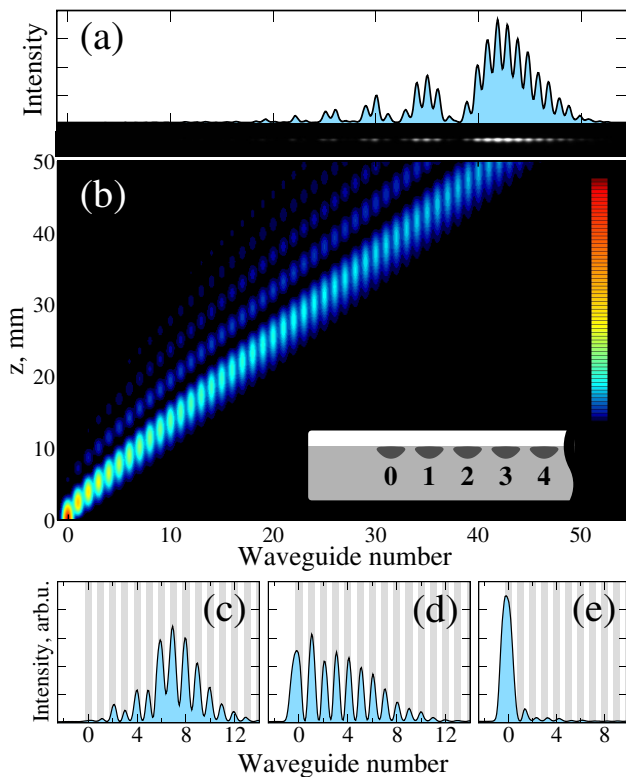 (a)
Intensity
(b)
50
40
30
20
10
0
z, mm
0 1 2 3 4
0 10 20 30 40 50
Waveguide number
(c) (d) (e)
Intensity, arb.u.
0 4 8 12 0 4 8 12 0 4 8
Waveguide number